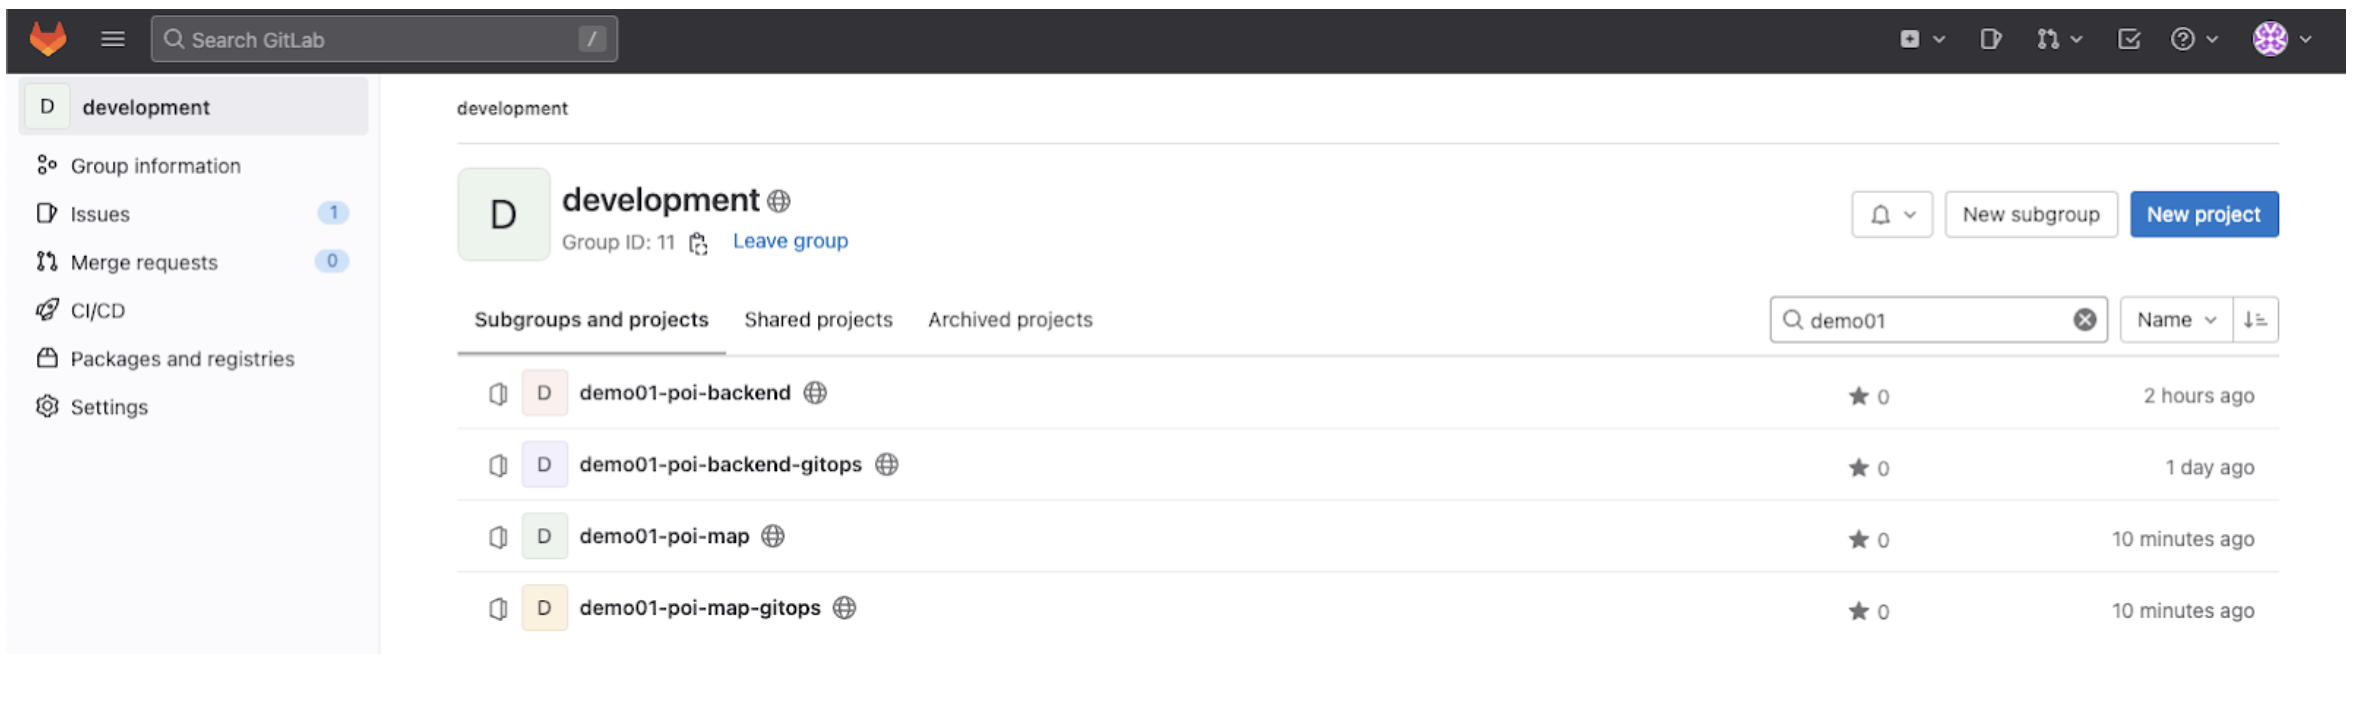 Search GitLab /
D development
Group information
Issues 1
Merge requests 0
CI/CD
Packages and registries
Settings
development
D
development
Group ID: 11 Leave group
New subgroup
New project
Subgroups and projects Shared projects Archived projects
demo01
Name
D demo01-poi-backend 0 2 hours ago
D demo01-poi-backend-gitops 0 1 day ago
D demo01-poi-map 0 10 minutes ago
D demo01-poi-map-gitops 0 10 minutes ago